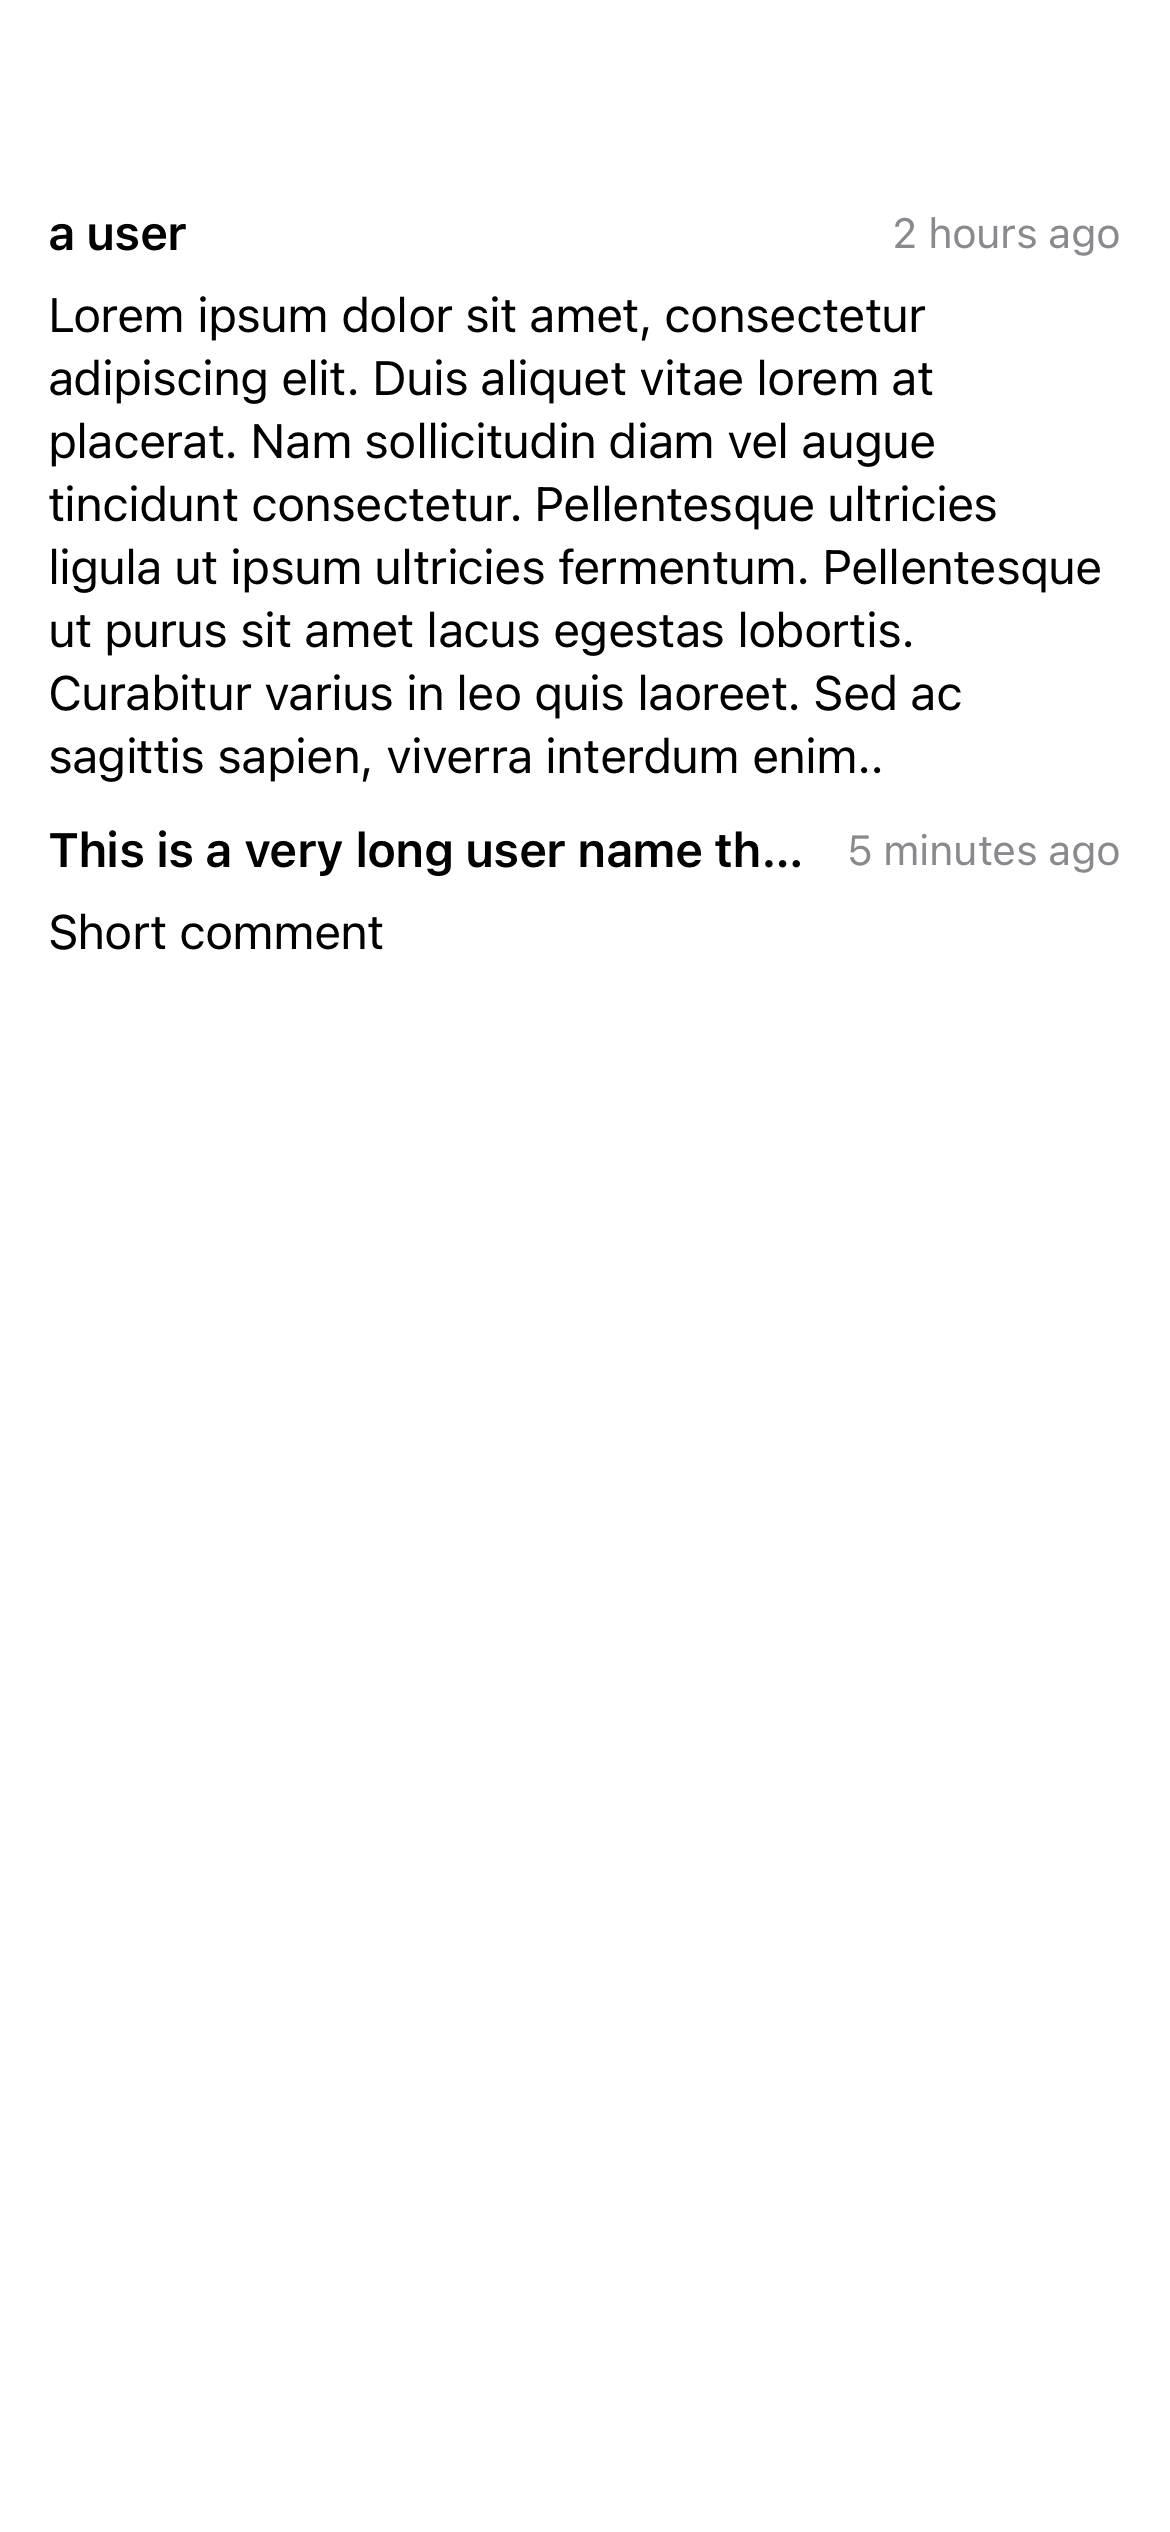 a user
2 hours ago
Lorem ipsum dolor sit amet, consectetur
adipiscing elit. Duis aliquet vitae lorem at
placerat. Nam sollicitudin diam vel augue
tincidunt consectetur. Pellentesque ultricies
ligula ut ipsum ultricies fermentum. Pellentesque
ut purus sit amet lacus egestas lobortis.
Curabitur varius in leo quis laoreet. Sed ac
sagittis sapien, viverra interdum enim..
This is a very long user name th...
5 minutes ago
Short comment